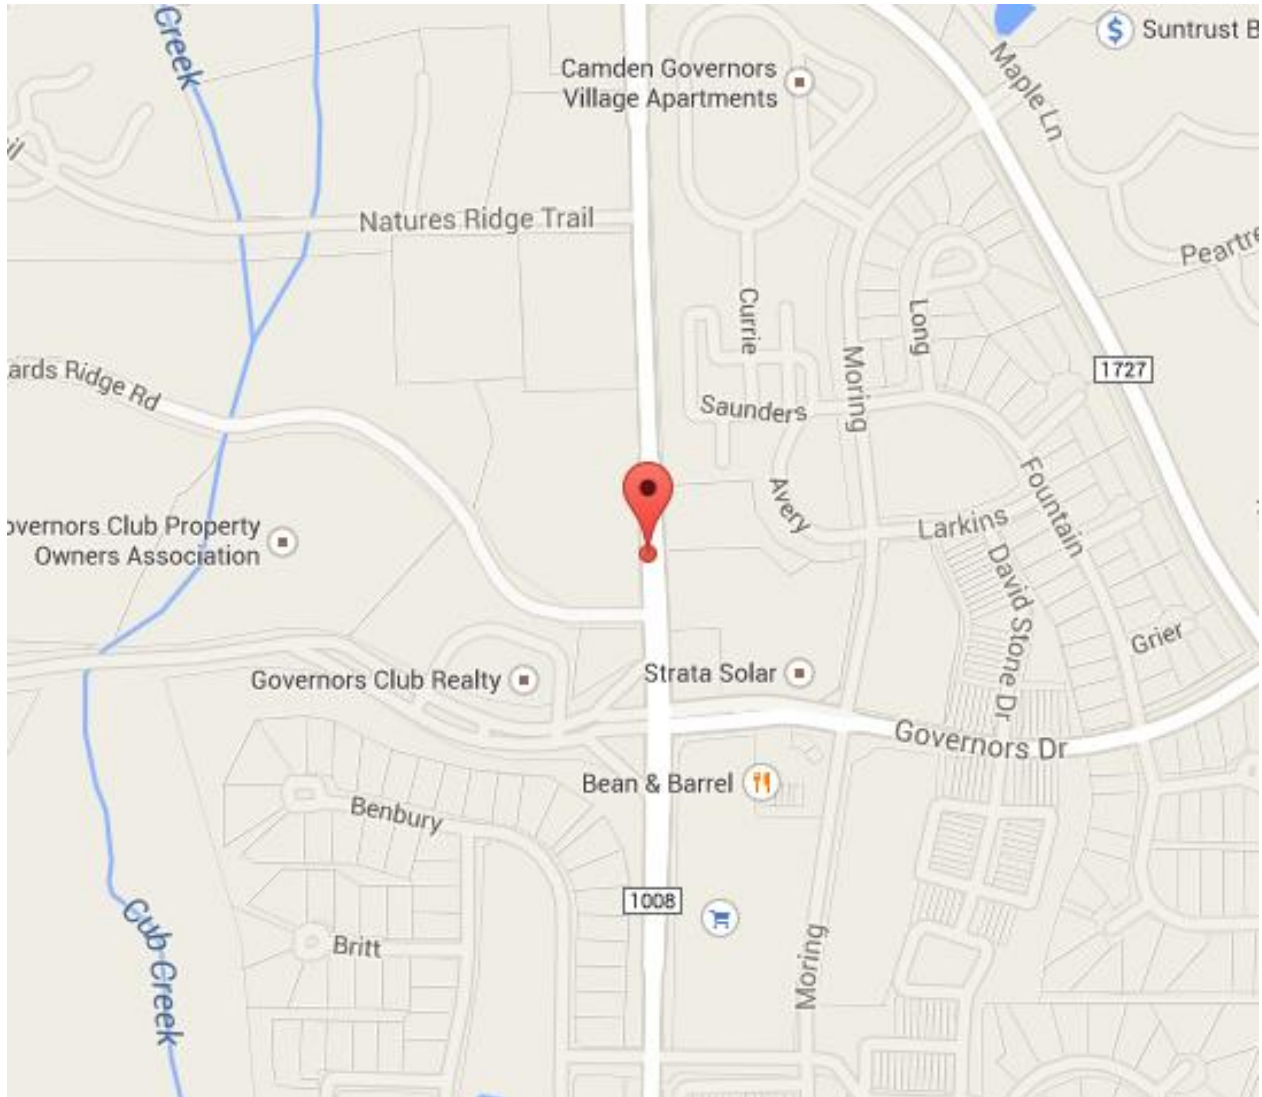 Creek
Suntrust B
Camden Governors
Village Apartments
Maple Ln
il
Natures Ridge Trail
Peartre
Currie
Long
Moring
1727
ards Ridge Rd
Saunders
Fountain
Avery
Larkins
overnors Club Property
Owners Association
David Stone Dr
Grier
Governors Club Realty
Strata Solar
Governors Dr
Bean & Barrel
Benbury
1008
Cub Creek
Britt
Moring